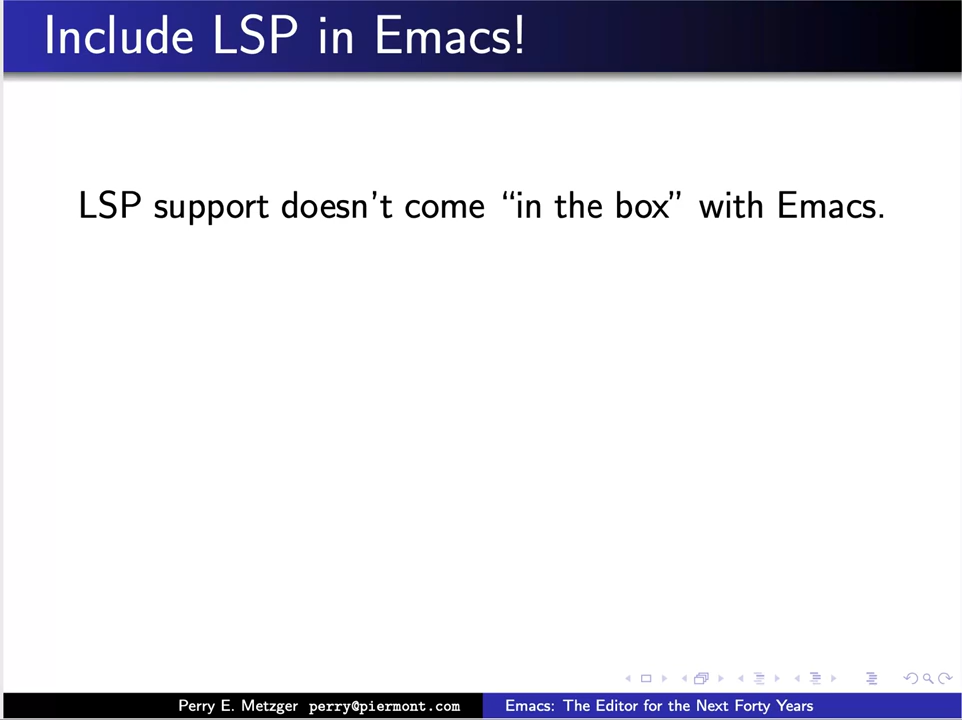 Include LSP in Emacs!
LSP support doesn’t come “in the box” with Emacs.
Perry E. Metzger perry@piermont.com Emacs: The Editor for the Next Forty Years